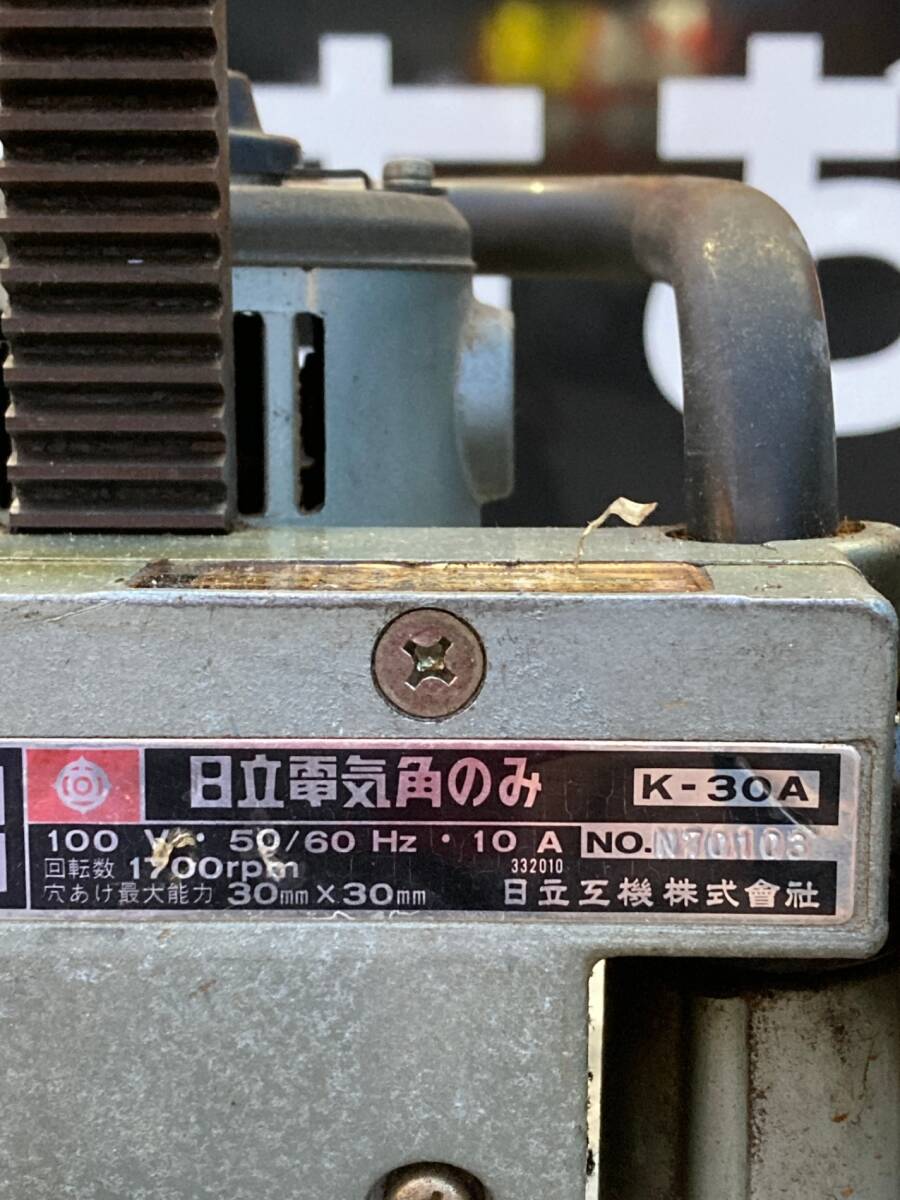 日立電気角のみ K-30A
100 V・50/60 Hz・10 A NO. N70103
回転数 1700rpm 332010
穴あけ最大能力 30mm×30mm 日立工機株式會社